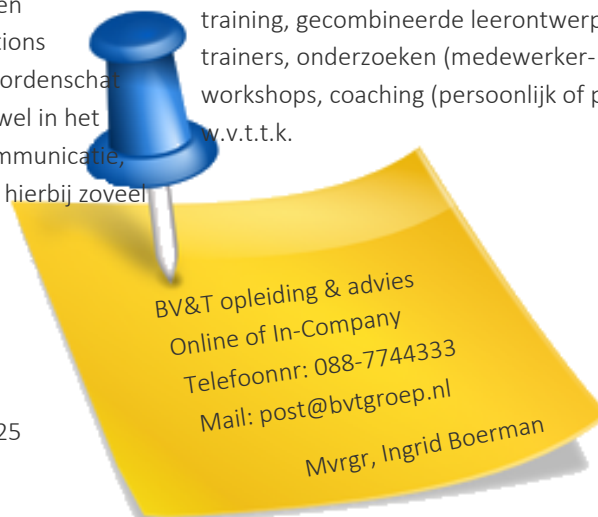 en
tions
ordenschat
wel in het
mmunicatie,
hierbij zoveel
25
training, gecombineerde leerontwerp
trainers, onderzoeken (medewerker-
workshops, coaching (persoonlijk of p
w.v.t.t.k.
BV&T opleiding & advies
Online of In-Company
Telefoonnr: 088-7744333
Mail: post@bvtgroep.nl
Mvrgr, Ingrid Boerman